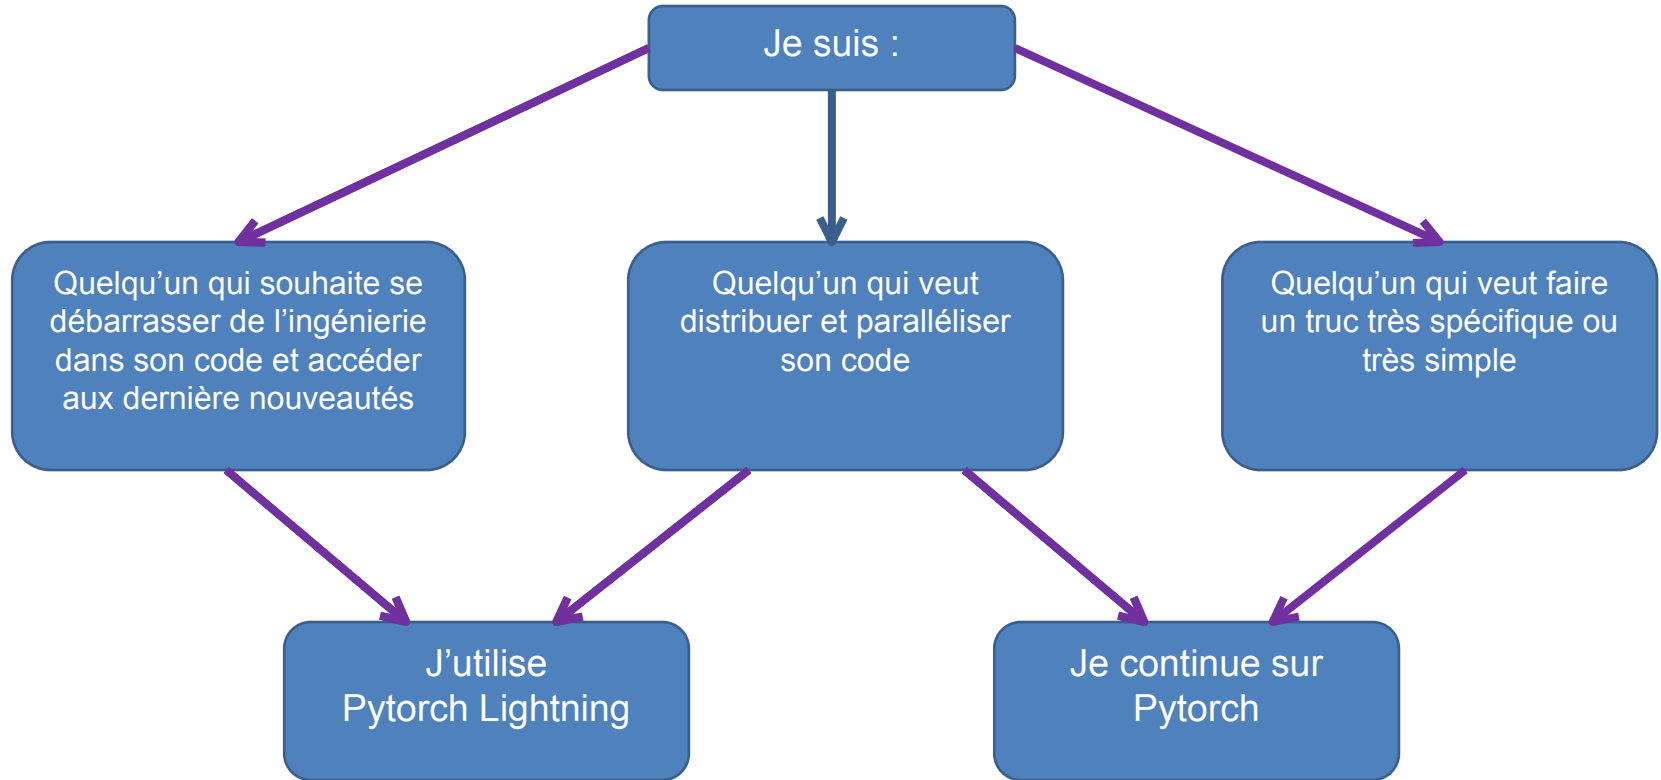 Je suis :
Quelqu’un qui souhaite se
débarrasser de l’ingénierie
dans son code et accéder
aux dernière nouveautés
Quelqu’un qui veut
distribuer et paralléliser
son code
Quelqu’un qui veut faire
un truc très spécifique ou
très simple
J’utilise
Pytorch Lightning
Je continue sur
Pytorch